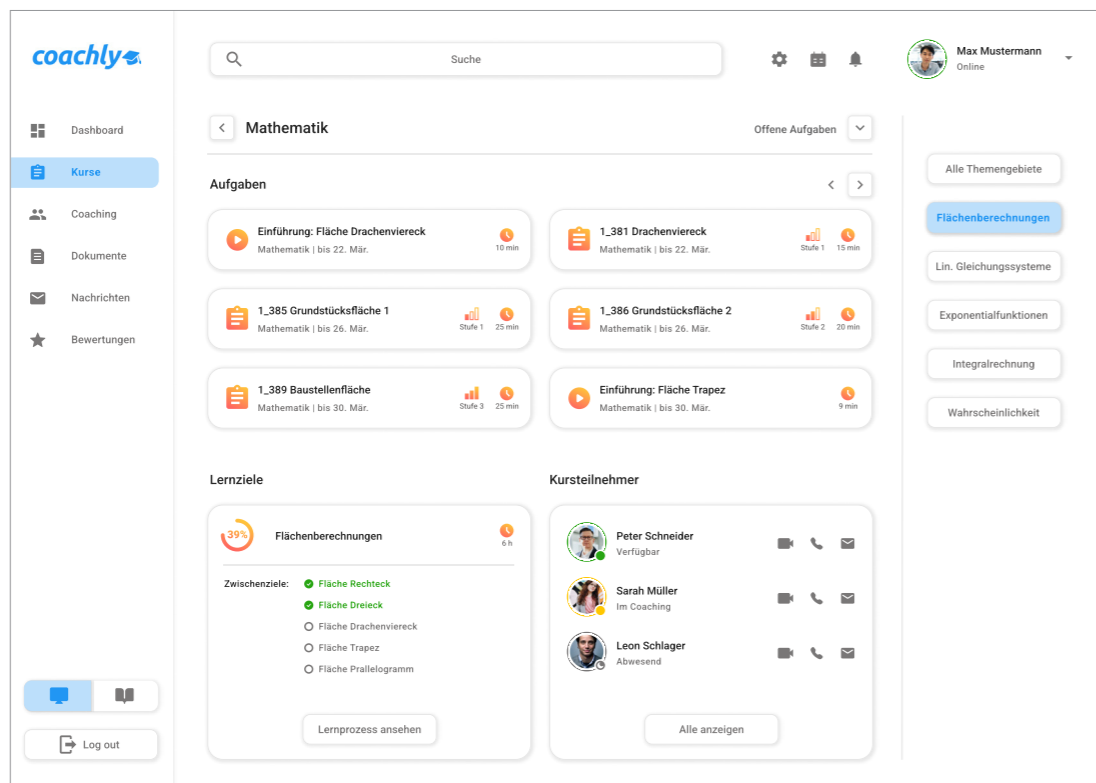 coachly
Suche
Max Mustermann
Online
Dashboard
Kurse
Coaching
Dokumente
Nachrichten
Bewertungen
Log out
Mathematik
Offene Aufgaben
Aufgaben
Einführung: Fläche Drachenviereck
Mathematik | bis 22. Mär.
10 min
1_381 Drachenviereck
Mathematik | bis 22. Mär.
Stufe 1
15 min
1_385 Grundstücksfläche 1
Mathematik | bis 26. Mär.
Stufe 1
25 min
1_386 Grundstücksfläche 2
Mathematik | bis 26. Mär.
Stufe 2
20 min
1_389 Baustellenfläche
Mathematik | bis 30. Mär.
Stufe 3
25 min
Einführung: Fläche Trapez
Mathematik | bis 30. Mär.
9 min
Lernziele
39%
Flächenberechnungen
6 h
Zwischenziele:
Fläche Rechteck
Fläche Dreieck
Fläche Drachenviereck
Fläche Trapez
Fläche Prallelogramm
Lernprozess ansehen
Kursteilnehmer
Peter Schneider
Verfügbar
Sarah Müller
Im Coaching
Leon Schlager
Abwesend
Alle anzeigen
Alle Themengebiete
Flächenberechnungen
Lin. Gleichungssysteme
Exponentialfunktionen
Integralrechnung
Wahrscheinlichkeit